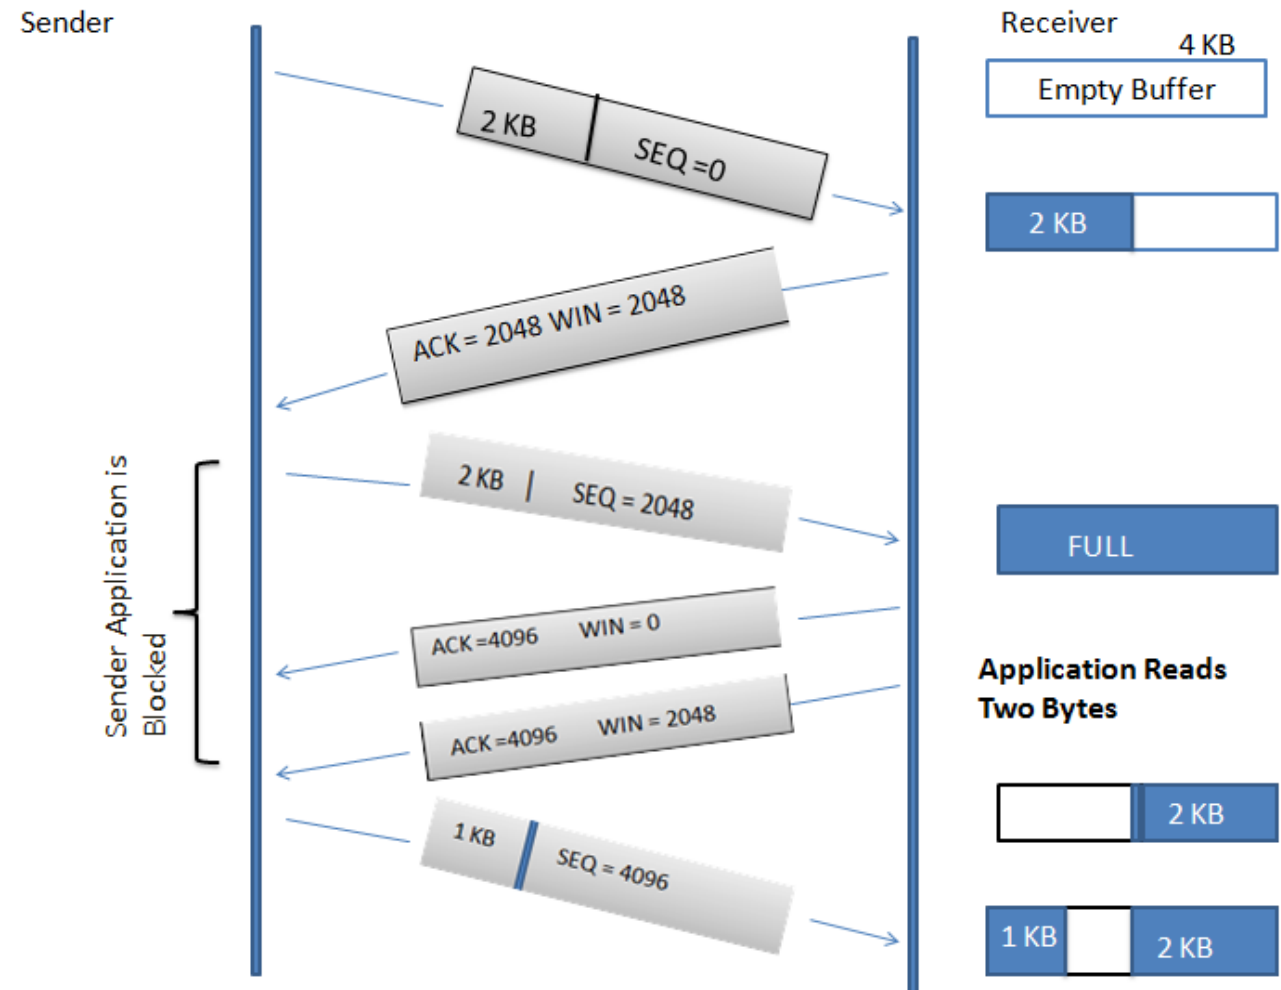 Sender
Receiver
4 KB
Empty Buffer
2 KB
SEQ =0
2 KB
ACK = 2048 WIN = 2048
2 KB
SEQ = 2048
FULL
Sender Application is
Blocked
ACK =4096 WIN = 0
Application Reads
Two Bytes
ACK =4096 WIN = 2048
2 KB
1 KB
SEQ = 4096
1 KB
2 KB